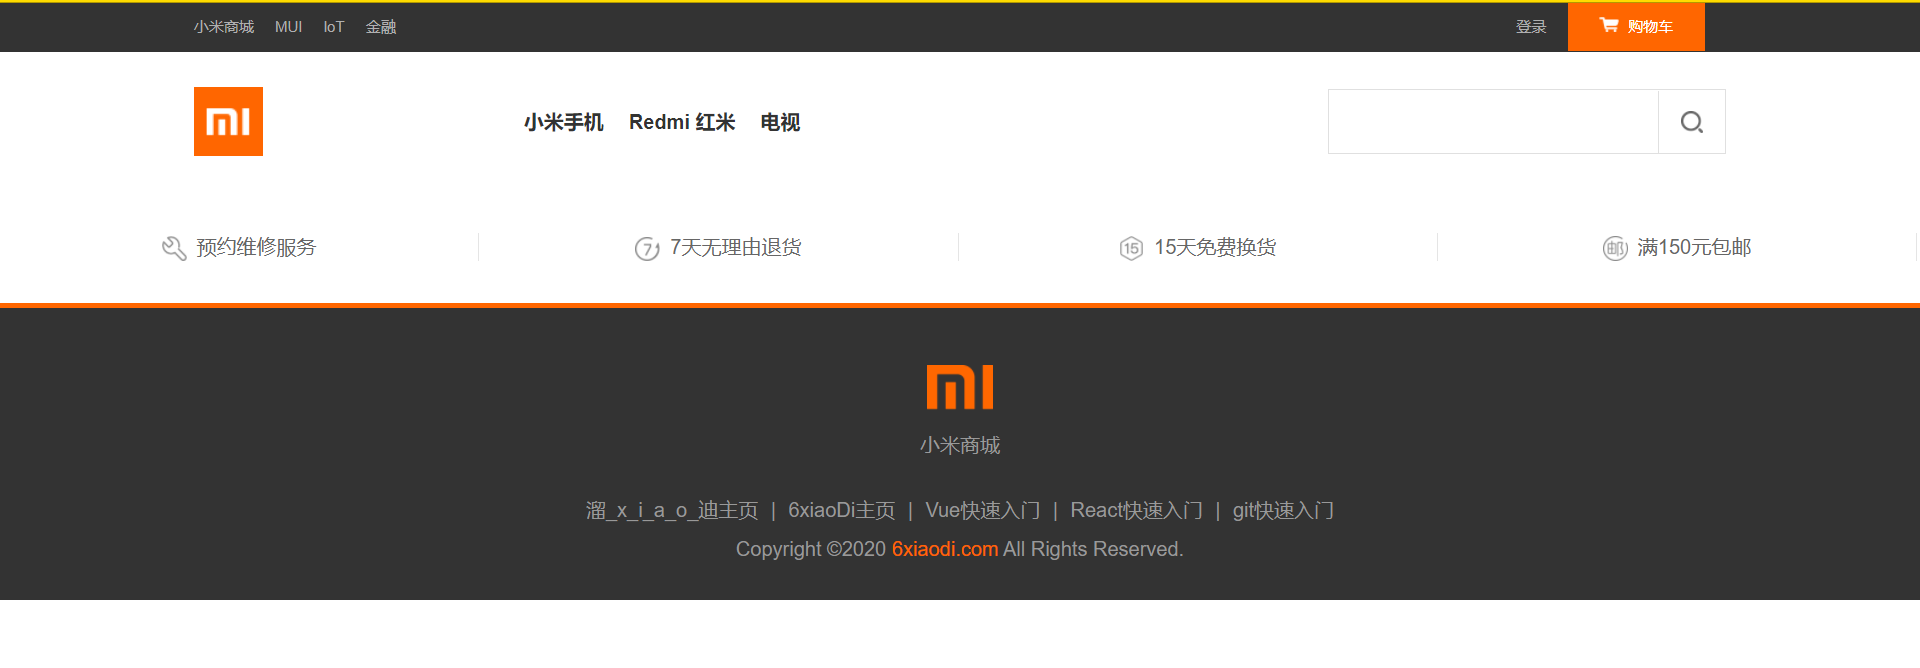 小米商城 MUI IoT 金融 登录 购物车
小米手机 Redmi 红米 电视
预约维修服务 7天无理由退货 15天免费换货 满150元包邮
小米商城
溜_x_i_a_o_迪主页 | 6xiaoDi主页 | Vue快速入门 | React快速入门 | git快速入门
Copyright ©2020 6xiaodi.com All Rights Reserved.